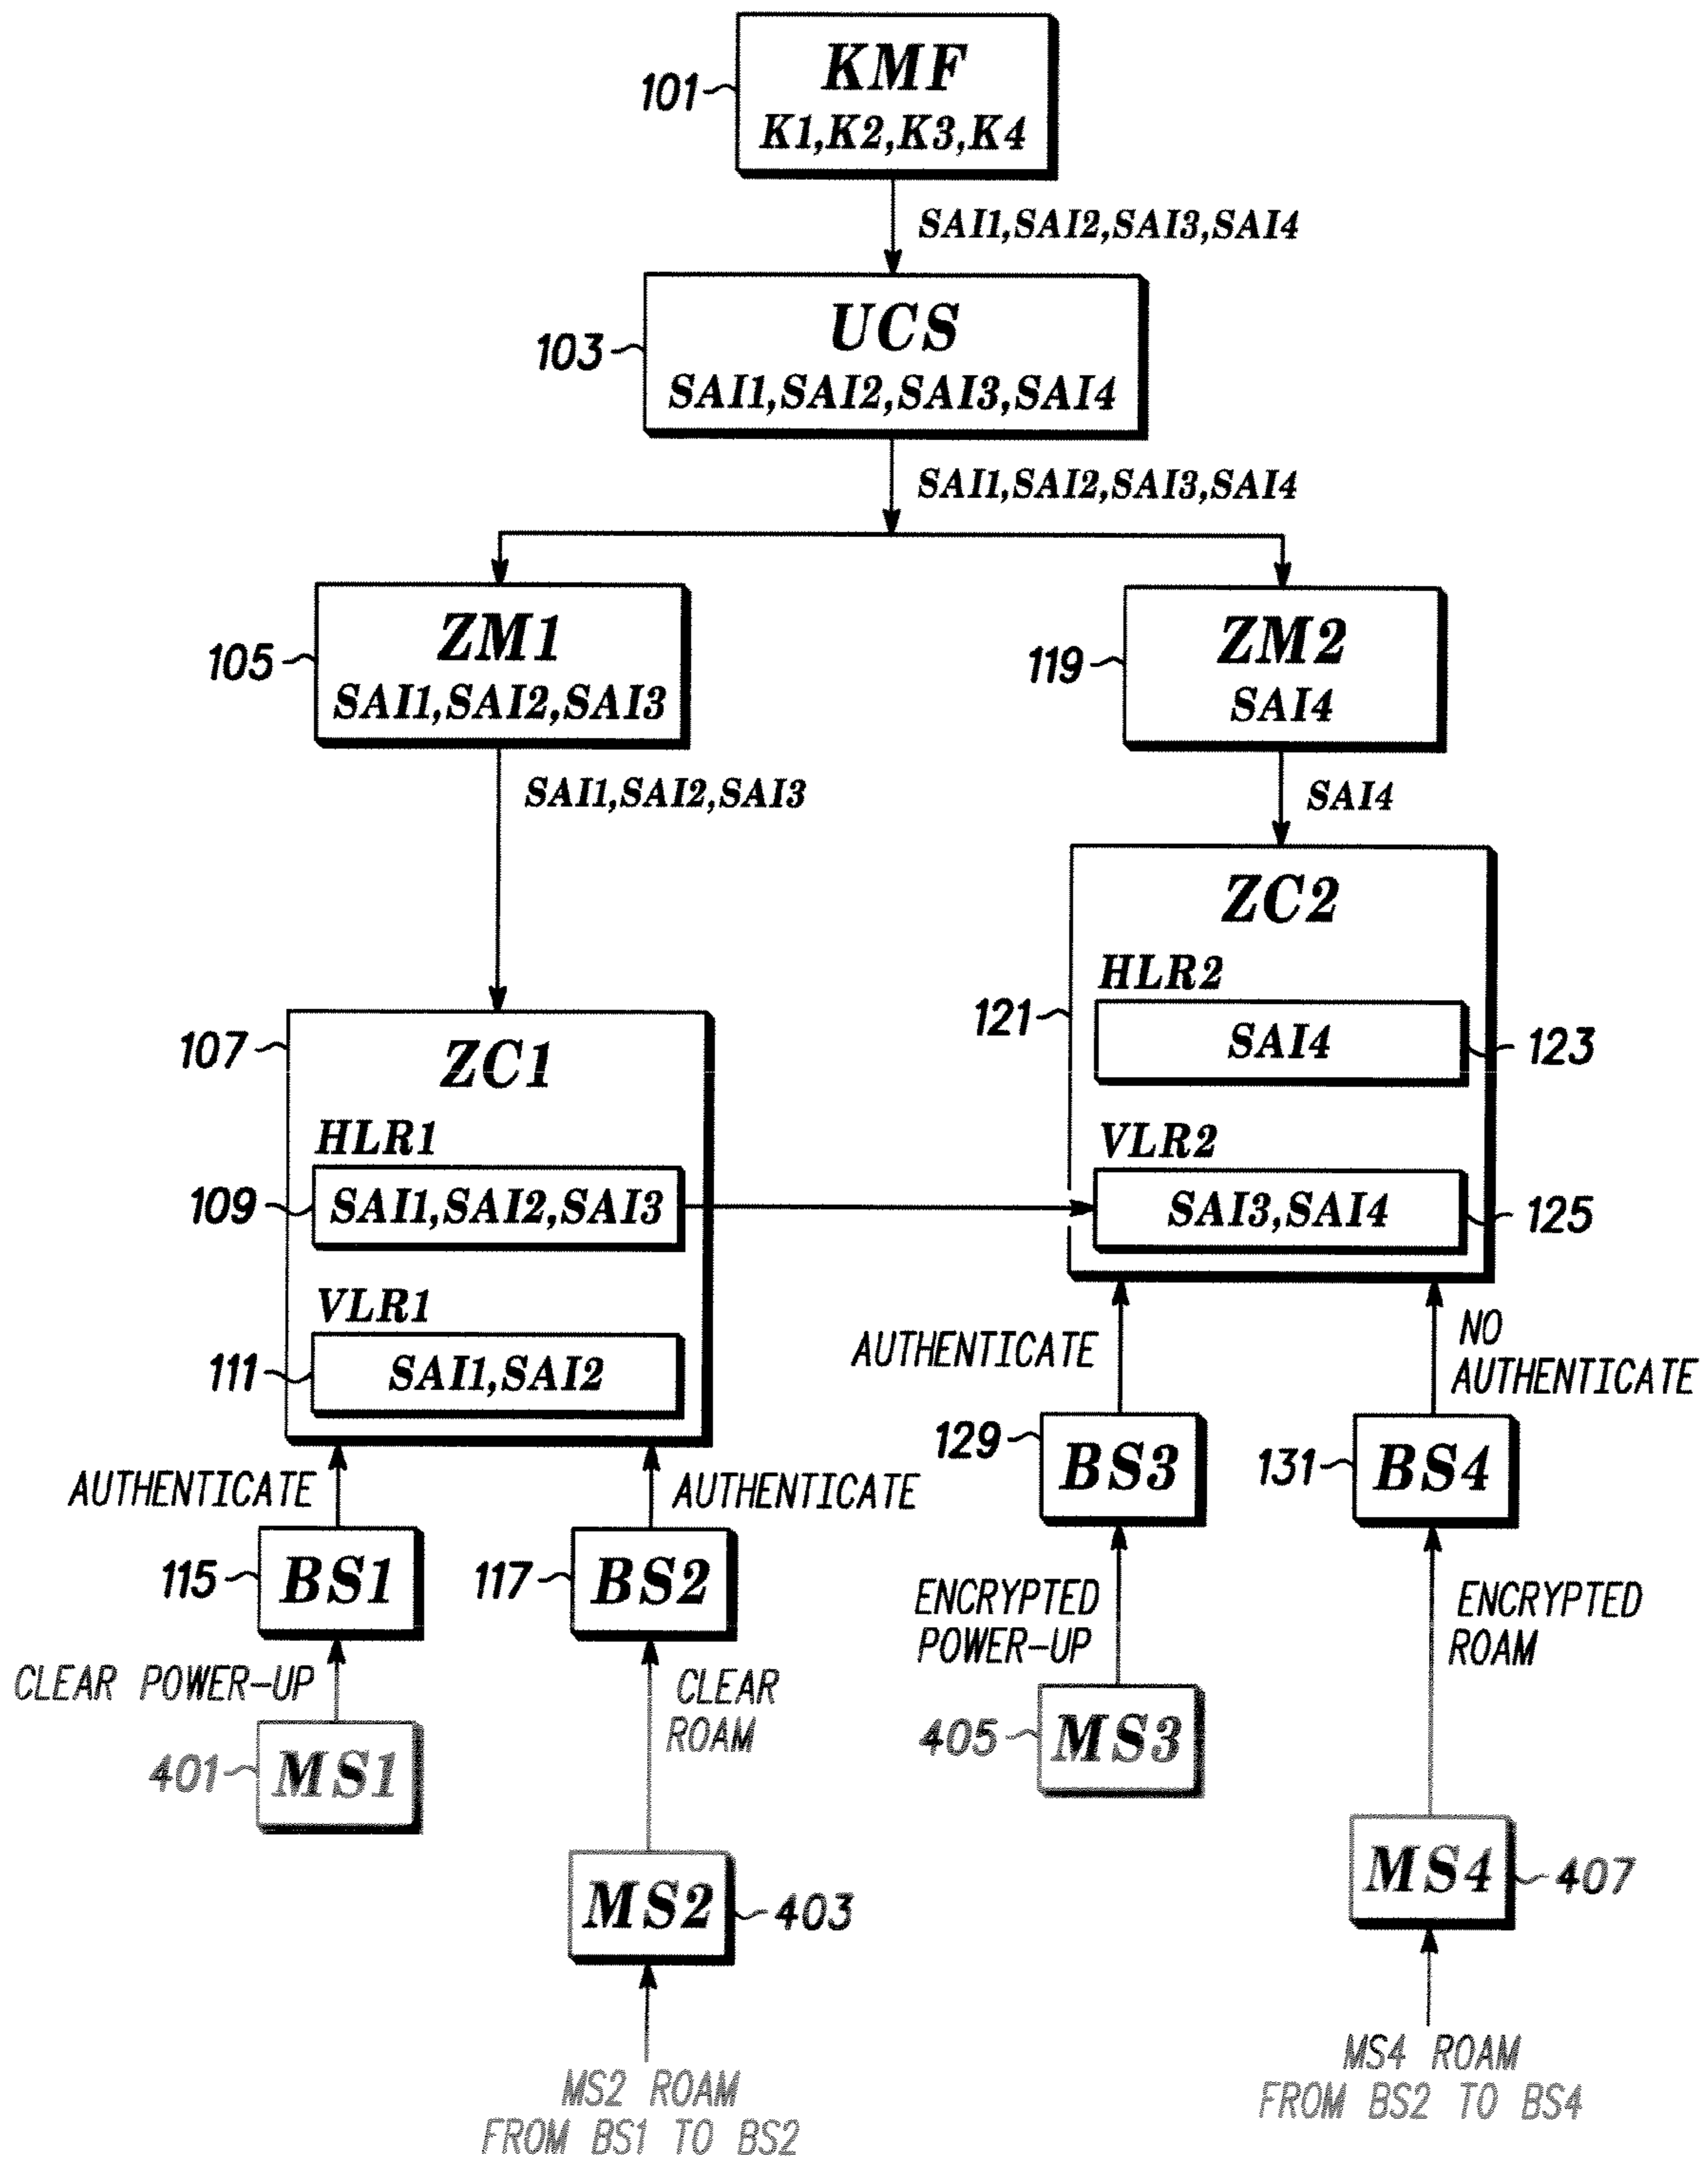 KMF
101
K1,K2,K3,K4
SAI1,SAI2,SAI3,SAI4
UCS
103
SAI1,SAI2,SAI3,SAI4
SAI1,SAI2,SAI3,SAI4
ZM1
105
SAI1,SAI2,SAI3
ZM2
119
SAI4
SAI1,SAI2,SAI3
SAI4
ZC2
HLR2
121
SAI4
123
VLR2
SAI3,SAI4
125
107
ZC1
HLR1
109
SAI1,SAI2,SAI3
VLR1
111
SAI1,SAI2
AUTHENTICATE
NO
AUTHENTICATE
129
BS3
131
BS4
AUTHENTICATE
AUTHENTICATE
115
BS1
117
BS2
ENCRYPTED
POWER-UP
ENCRYPTED
ROAM
CLEAR POWER-UP
CLEAR
ROAM
401
MS1
405
MS3
MS2
403
MS4
407
MS2 ROAM
FROM BS1 TO BS2
MS4 ROAM
FROM BS2 TO BS4